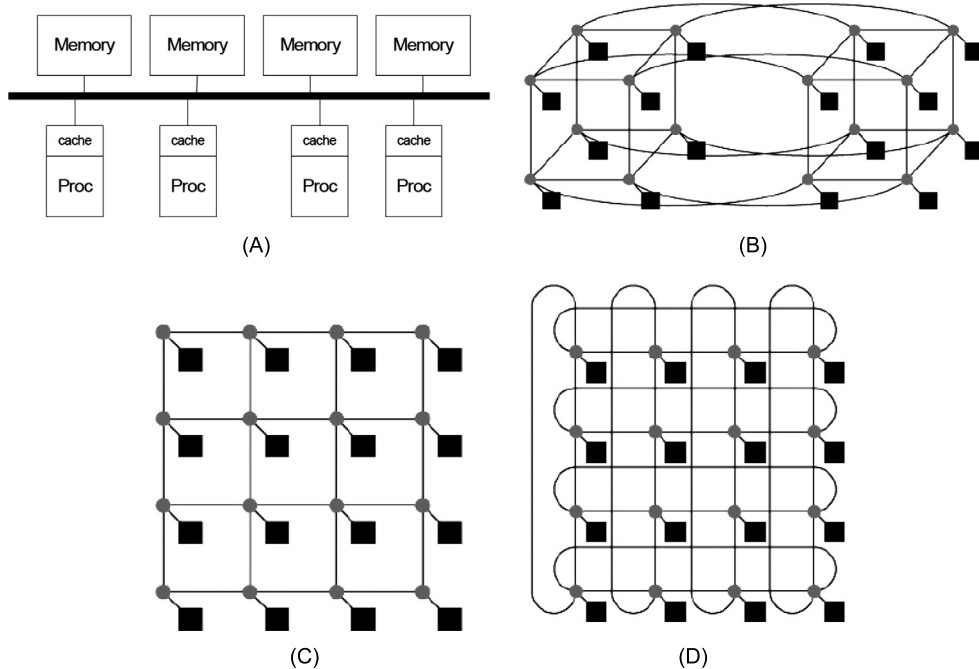 Memory Memory Memory Memory
cache cache cache cache
Proc Proc Proc Proc
(A)
(B)
(C)
(D)